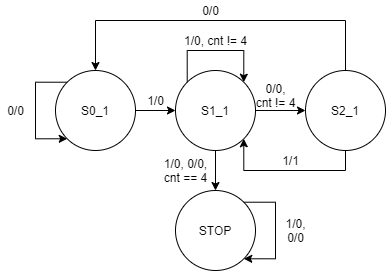 0/0
1/0, cnt != 4
0/0
S0_1
1/0
S1_1
0/0,
cnt != 4
S2_1
1/0, 0/0,
cnt == 4
1/1
STOP
1/0,
0/0